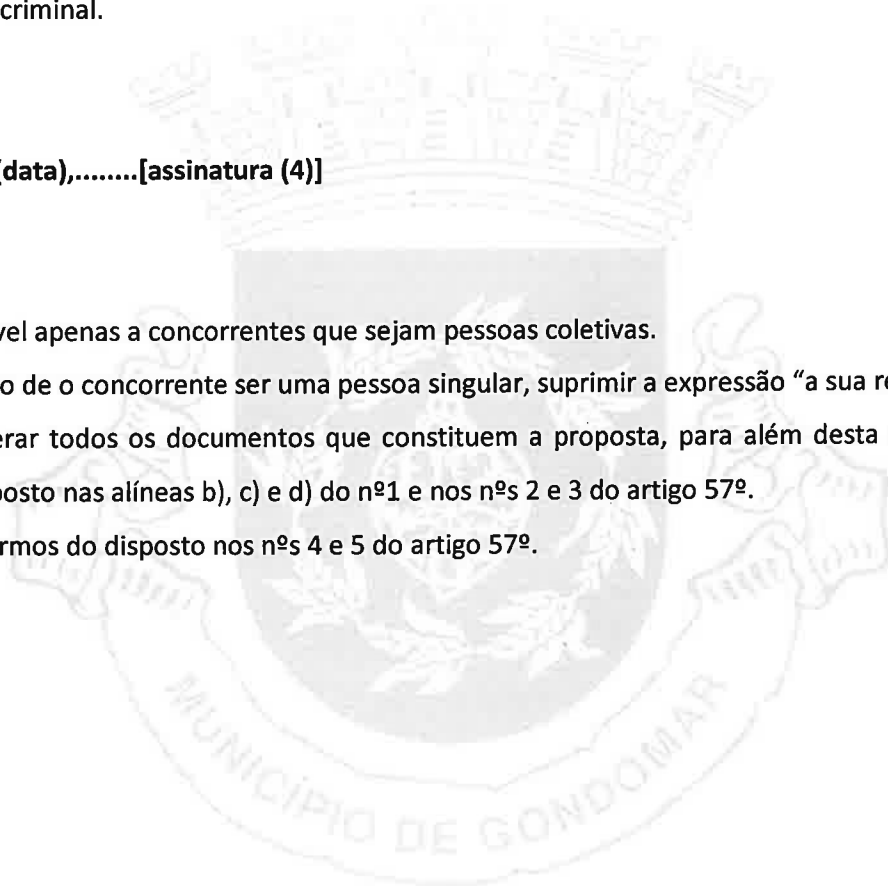 criminal.
(data),........[assinatura (4)]
vel apenas a concorrentes que sejam pessoas coletivas.
o de o concorrente ser uma pessoa singular, suprimir a expressão "a sua re
erar todos os documentos que constituem a proposta, para além desta
posto nas alíneas b), c) e d) do nº1 e nos nºs 2 e 3 do artigo 57º.
rmos do disposto nos nºs 4 e 5 do artigo 57º.
MUNICÍPIO DE GONDOMAR